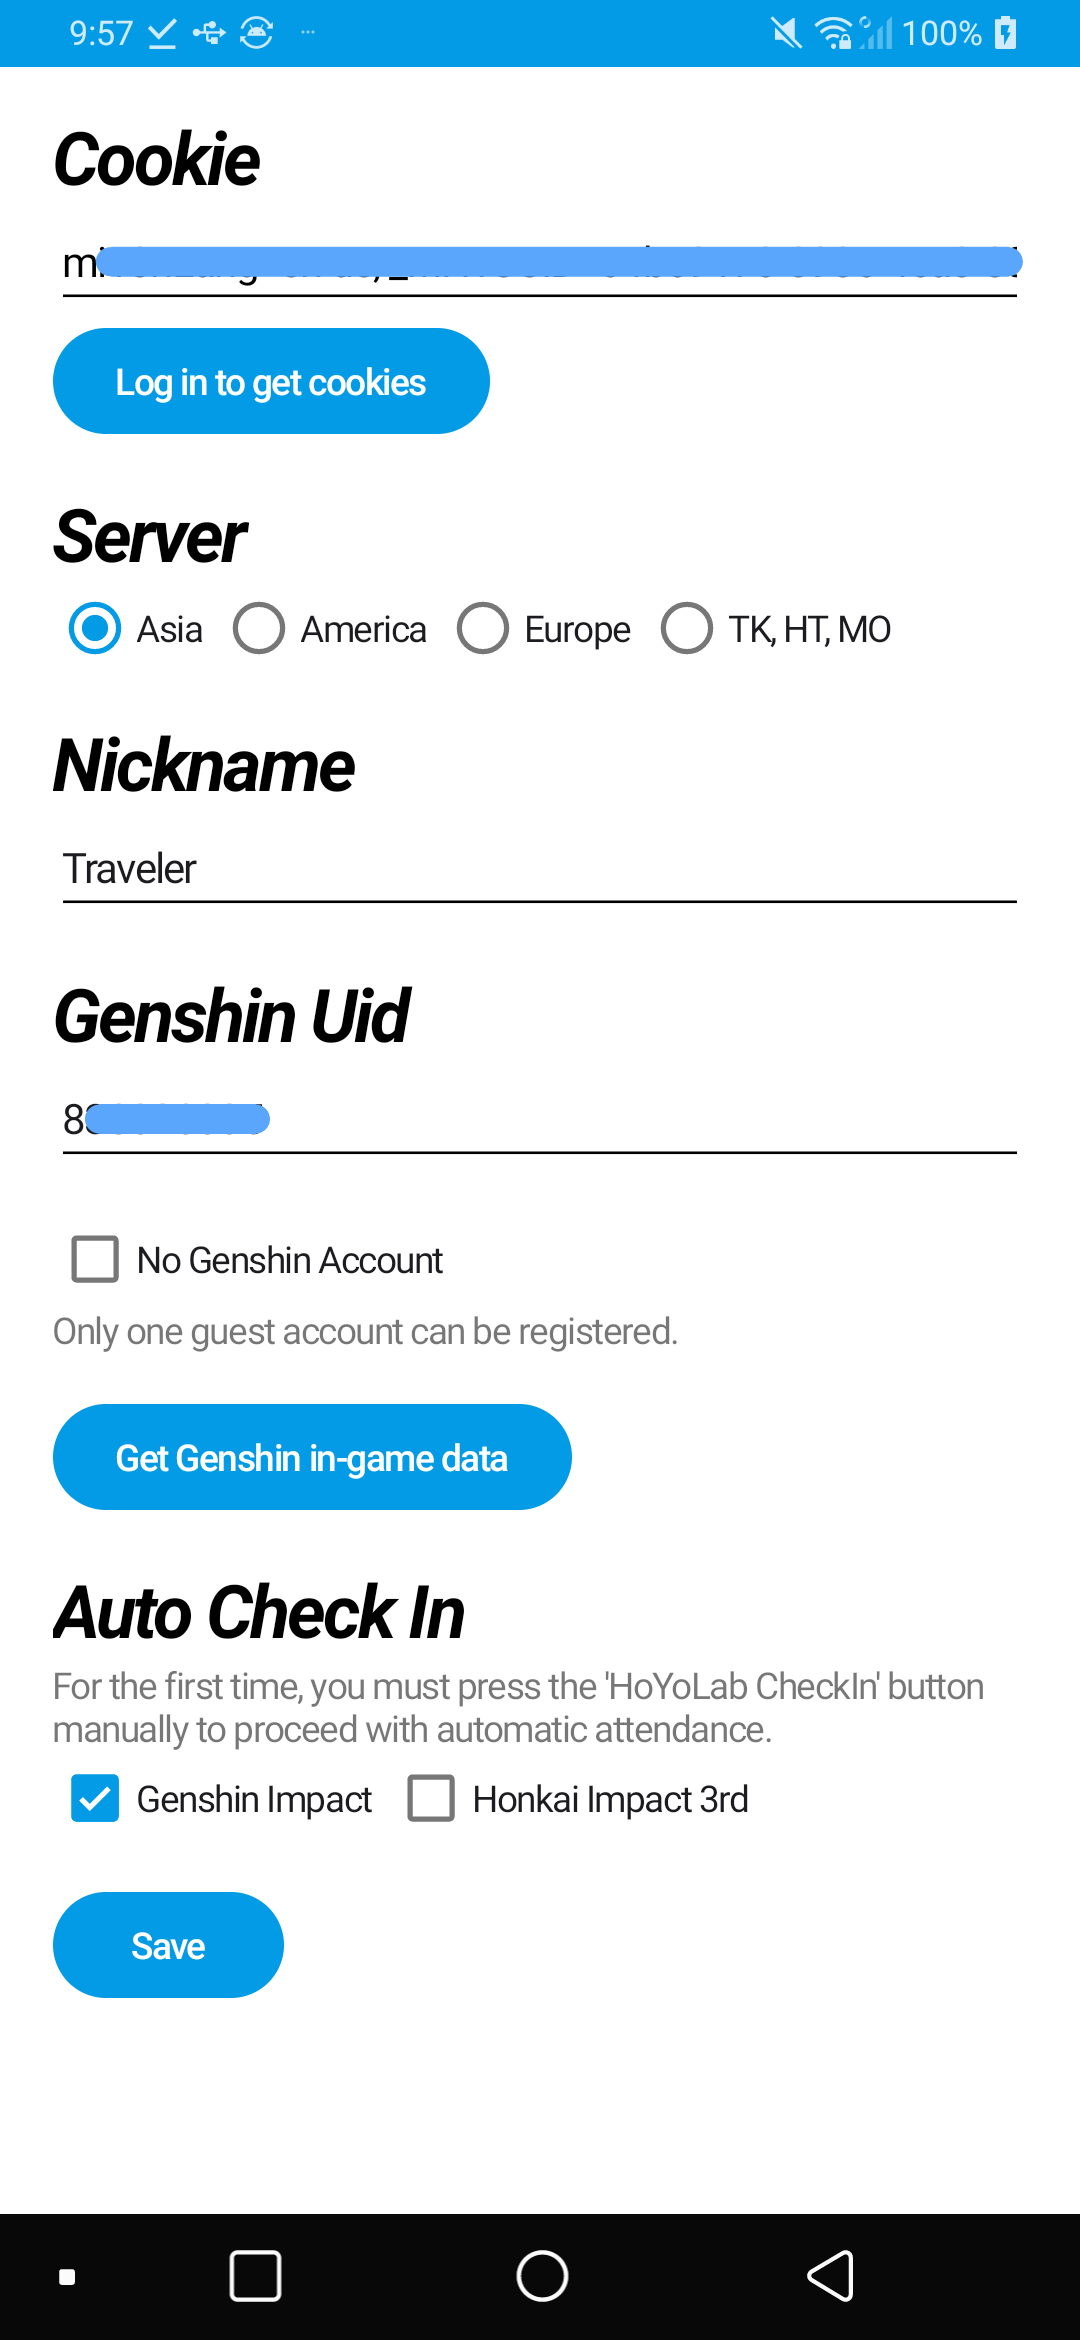 9:57
100%
Cookie
Log in to get cookies
Server
Asia America Europe TK, HT, MO
Nickname
Traveler
Genshin Uid
No Genshin Account
Only one guest account can be registered.
Get Genshin in-game data
Auto Check In
For the first time, you must press the 'HoYoLab CheckIn' button
manually to proceed with automatic attendance.
Genshin Impact Honkai Impact 3rd
Save